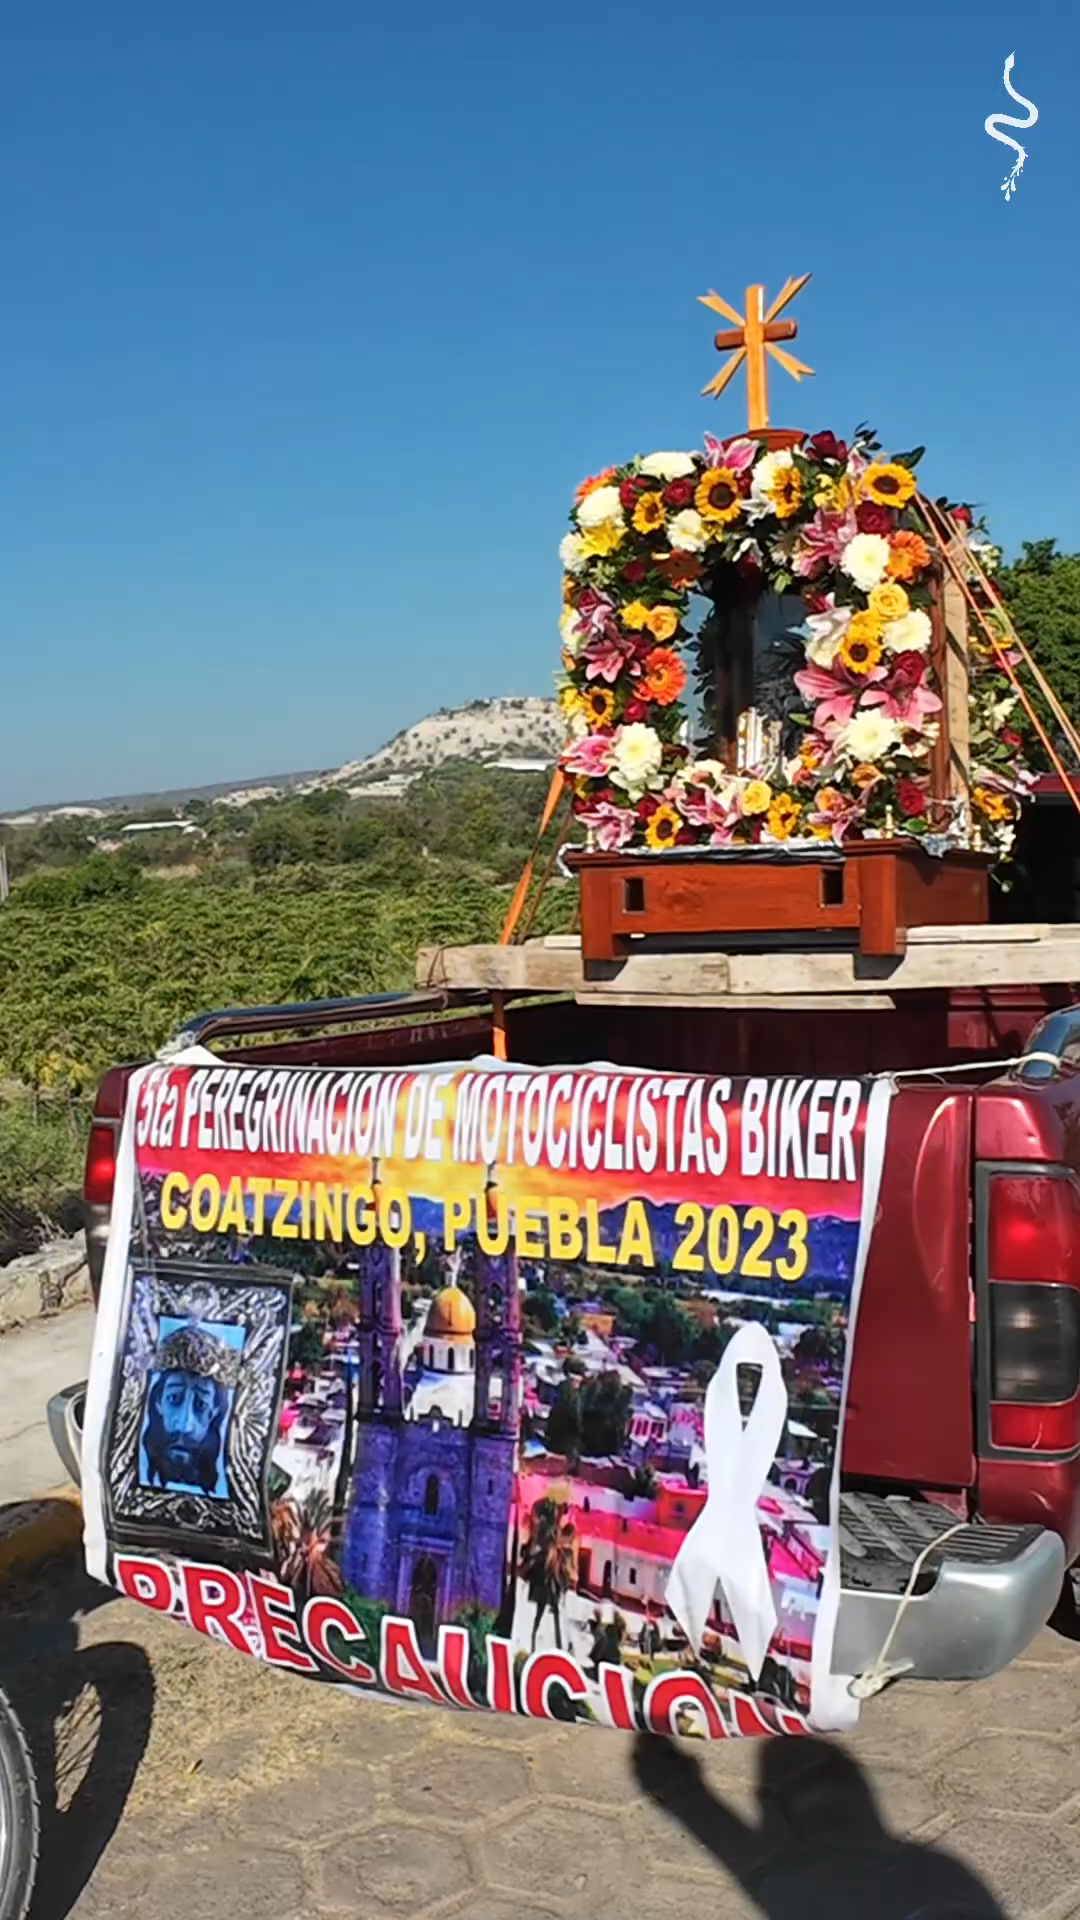 5ta PEREGRINACION DE MOTOCICLISTAS BIKER
COATZINGO, PUEBLA 2023
PRECAUCION